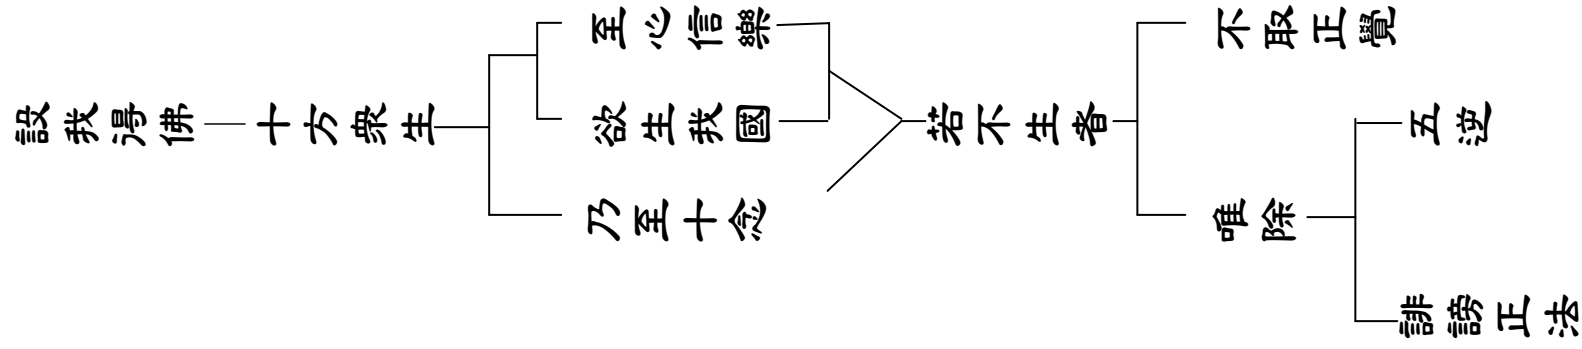 設我得佛
十方眾生
至心信樂
欲生我國
乃至十念
若不生者
不取正覺
唯除
五逆
誹謗正法